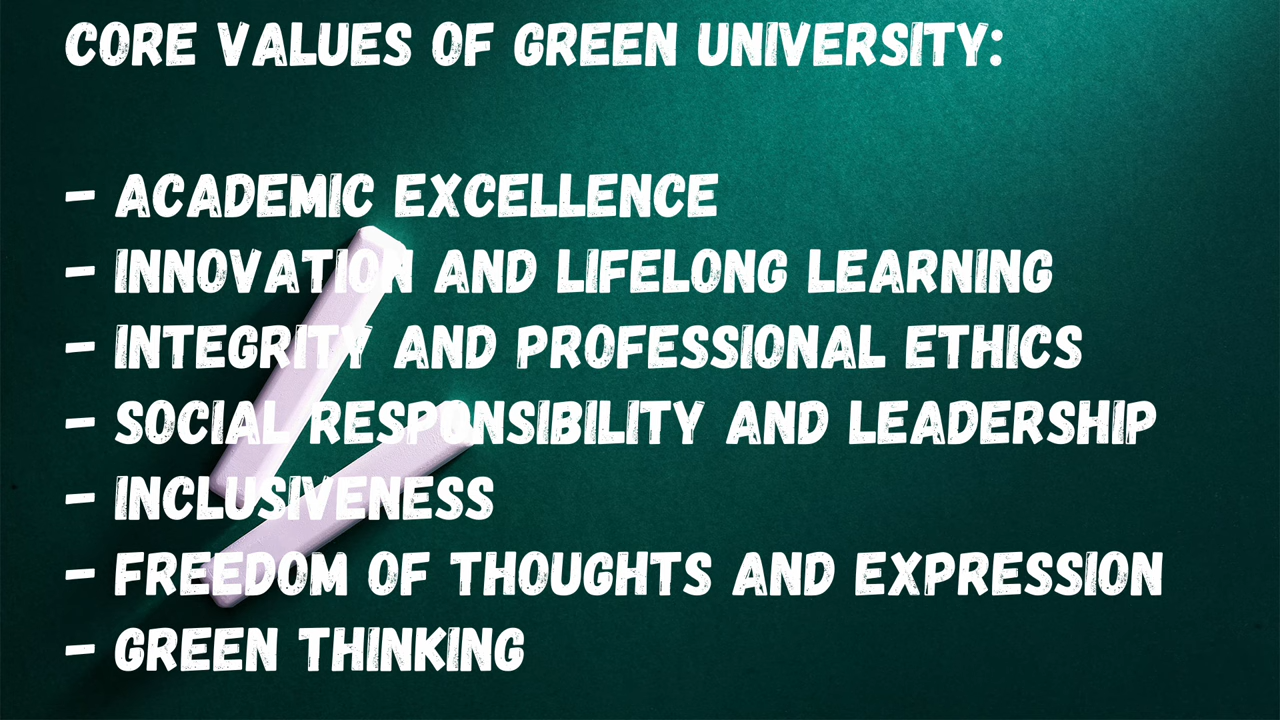 CORE VALUES OF GREEN UNIVERSITY:
- ACADEMIC EXCELLENCE
- INNOVATION AND LIFELONG LEARNING
- INTEGRITY AND PROFESSIONAL ETHICS
- SOCIAL RESPONSIBILITY AND LEADERSHIP
- INCLUSIVENESS
- FREEDOM OF THOUGHTS AND EXPRESSION
- GREEN THINKING